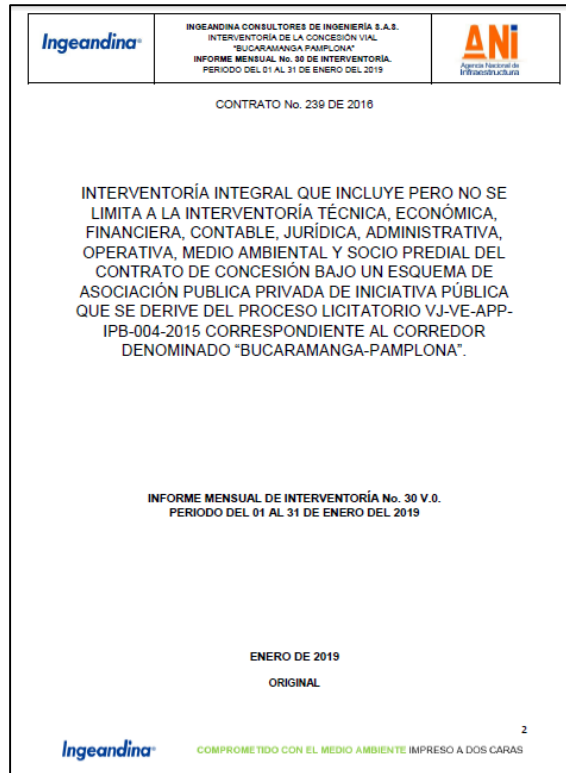 Ingeandina
INGEANDINA CONSULTORES DE INGENIERÍA S.A.S.
INTERVENTORÍA DE LA CONCESIÓN VIAL
"BUCARAMANGA PAMPLONA"
INFORME MENSUAL No. 30 DE INTERVENTORÍA.
PERIODO DEL 01 AL 31 DE ENERO DEL 2019
ANI
Agencia Nacional de
Infraestructura
CONTRATO No. 239 DE 2016
INTERVENTORÍA INTEGRAL QUE INCLUYE PERO NO SE
LIMITA A LA INTERVENTORÍA TÉCNICA, ECONÓMICA,
FINANCIERA, CONTABLE, JURÍDICA, ADMINISTRATIVA,
OPERATIVA, MEDIO AMBIENTAL Y SOCIO PREDIAL DEL
CONTRATO DE CONCESIÓN BAJO UN ESQUEMA DE
ASOCIACIÓN PUBLICA PRIVADA DE INICIATIVA PÚBLICA
QUE SE DERIVE DEL PROCESO LICITATORIO VJ-VE-APP-
IPB-004-2015 CORRESPONDIENTE AL CORREDOR
DENOMINADO "BUCARAMANGA-PAMPLONA".
INFORME MENSUAL DE INTERVENTORÍA No. 30 V.0.
PERIODO DEL 01 AL 31 DE ENERO DEL 2019
ENERO DE 2019
ORIGINAL
2
Ingeandina
COMPROMETIDO CON EL MEDIO AMBIENTE IMPRESO A DOS CARAS